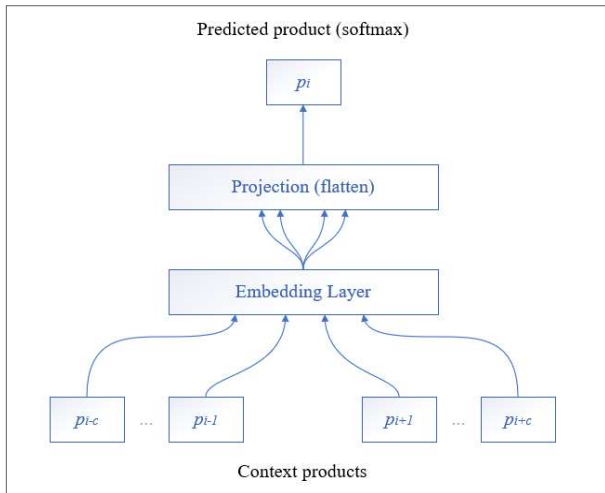 Predicted product (softmax)
pi
Projection (flatten)
Embedding Layer
pi-c ... pi-1 pi+1 ... pi+c
Context products